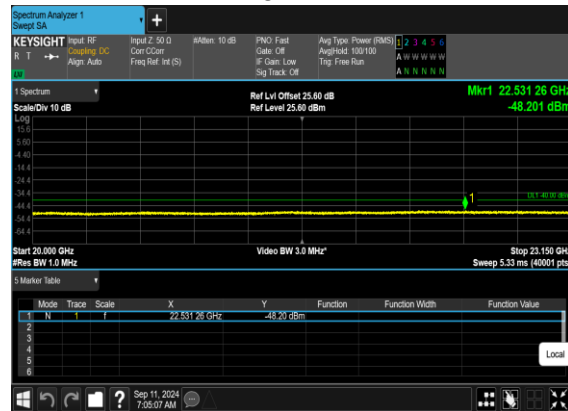 Spectrum Analyzer 1
Swept SA
+
KEYSIGHT Input: RF Input Z: 50 Ω #Atten: 10 dB PNO: Fast Avg Type: Power (RMS) 1 2 3 4 5 6
R T Coupling: DC Corr CCorr Gate: Off Avg|Hold: 100/100 A W W W W W
Align: Auto Freq Ref: Int (S) IF Gain: Low Trig: Free Run
LXI Sig Track: Off A N N N N N
1 Spectrum Ref Lvl Offset 25.60 dB Mkr1 22.531 26 GHz
Scale/Div 10 dB Ref Level 25.60 dBm -48.201 dBm
Log
15.6
5.60
-4.40
-14.4
-24.4
-34.4
1
-44.4
-54.4
-64.4
Start 20.000 GHz Video BW 3.0 MHz* Stop 23.150 GHz
#Res BW 1.0 MHz Sweep 5.33 ms (40001 pts)
5 Marker Table
Mode Trace Scale X Y Function Function Width Function Value
1 N 1 f 22.531 26 GHz -48.20 dBm
2
3
4
5
6
Local
? Sep 11, 2024
7:05:07 AM